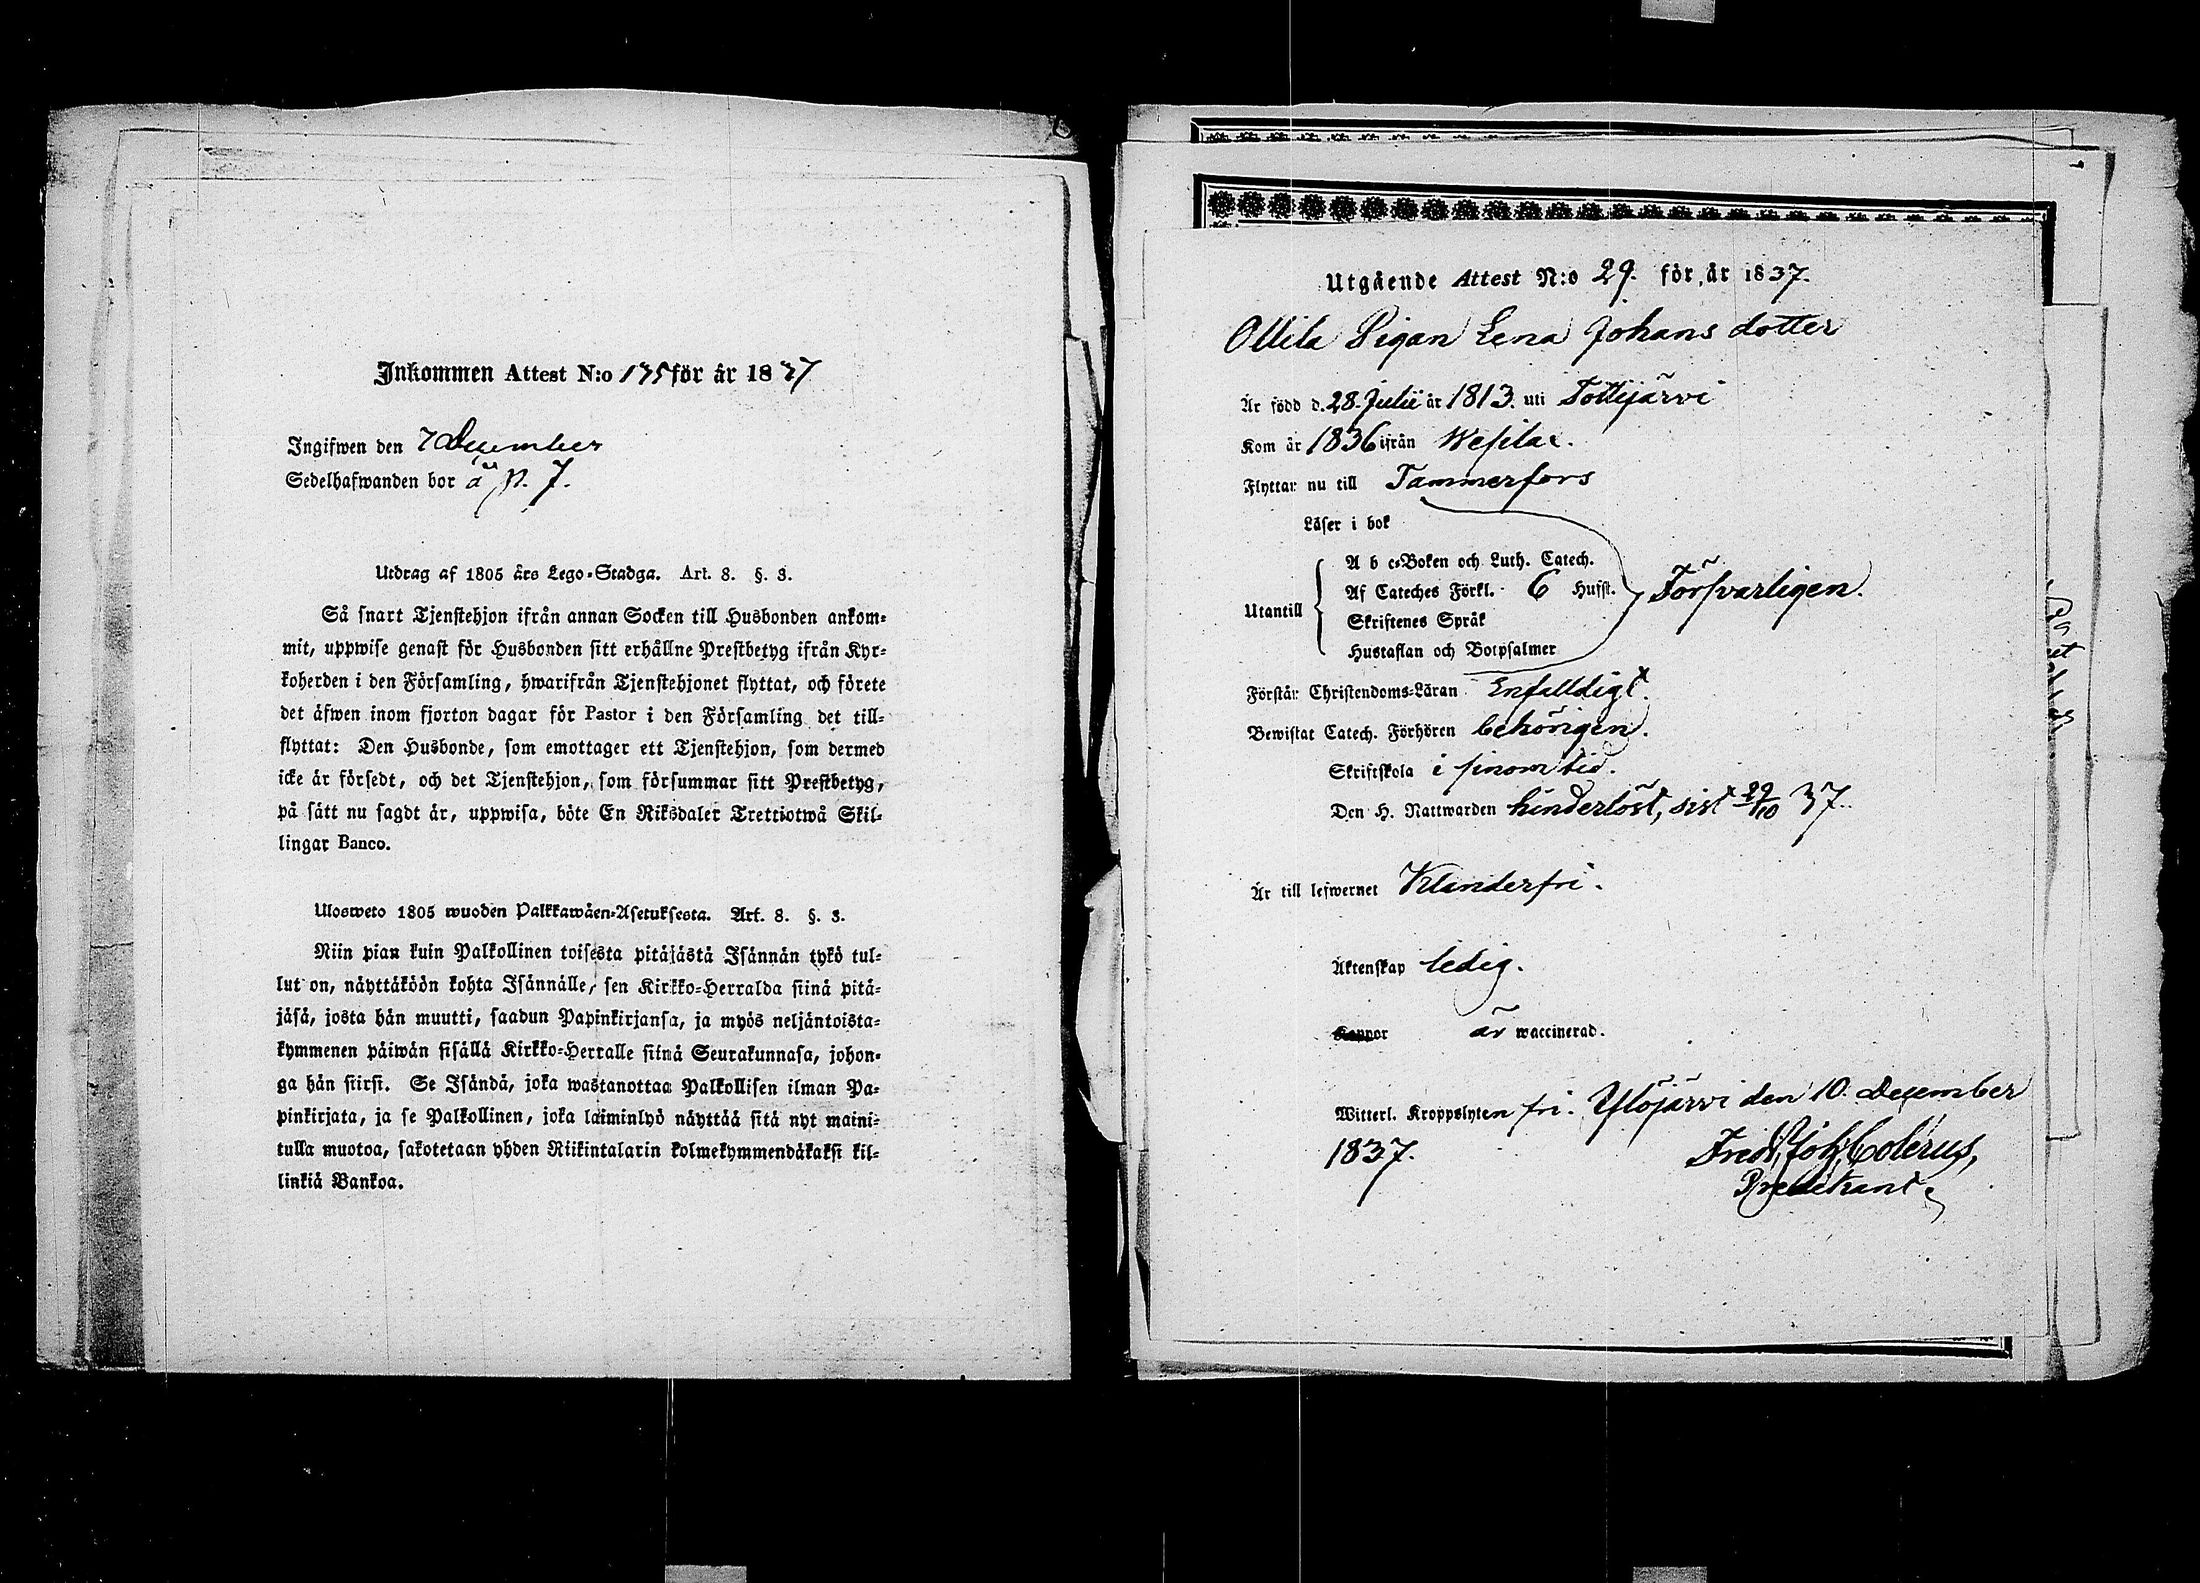 Inkommen Attest N:o 175 för år 1837
Ingifwen den 7 December
Sedelhafwanden bor å p. 7.
Utdrag af 1805 års Lego-Stadga. Art. 8. §. 3.
Så snart Tjenstehjon ifrån annan Socken till Husbonden ankom-
mit, uppwise genast för Husbonden sitt erhållne Prestbetyg ifrån Kyr-
koherden i den Församling, hwarifrån Tjenstehjonet flyttat, och förete
det äfwen inom fjorton dagar för Pastor i den Församling det till-
flyttat: Den Husbonde, som emottager ett Tjenstehjon, som dermed
icke är försedt, och det Tjenstehjon, som försummar sitt Prestbetyg,
på sätt nu sagdt är, uppwisa, böte En Riksdaler Trettiotwå Skil-
lingar Banco.
Ulosweto 1805 wuoden Palkkawäen-Asetuksesta. Art. 8. §. 3.
Niin pian kuin Palkollinen toisesta pitäjästä Isännän tykö tul-
lut on, näyttäköön kohta Isännälle, sen Kirkko-Herralda siinä pitä-
jäsä, josta hän muutti, saadun Papinkirjansa, ja myös neljäntoista-
kymmenen päiwän sisällä Kirkko-Herralle siinä Seurakunnasa, johon-
ga hän siirsi. Se Isändä, joka wastanottaa Palkollisen ilman Pa-
pinkirjata, ja se Palkollinen, joka laiminlyö näyttää sitä nyt maini-
tulla muotoa, sakotetaan yhden Riikintalarin kolmekymmendäkaksi kil-
linkiä Bankoa.
Utgående Attest N:o 29. för år 1837.
Ollila Pigan Lena Johans dotter
Är född d. 28. Julii år 1813. uti Tottijärvi
Kom år 1836 ifrån Wesilax.
Flyttar nu till Tammerfors
Läser i bok
A b c-Boken och Luth. Catech.
Af Cateches Förkl. 6 Hufst. Försvarligen.
Utantill
Skriftenes Språk
Hustaflan och Botpsalmer
Förstår Christendoms-Läran Enfalldigt.
Bewistat Catech. Förhören behörigen.
Skriftskola i sinom tid.
Den H. Nattwarden hinderlöst, sist 29/10 37.
Är till lefwernet Klanderfri.
Äktenskap ledig.
Koppor är waccinerad.
Witterl. Kroppslyten fri. Ylöjärvi den 10. December
1837. Fredr. Joh. Colerus,
Predikant